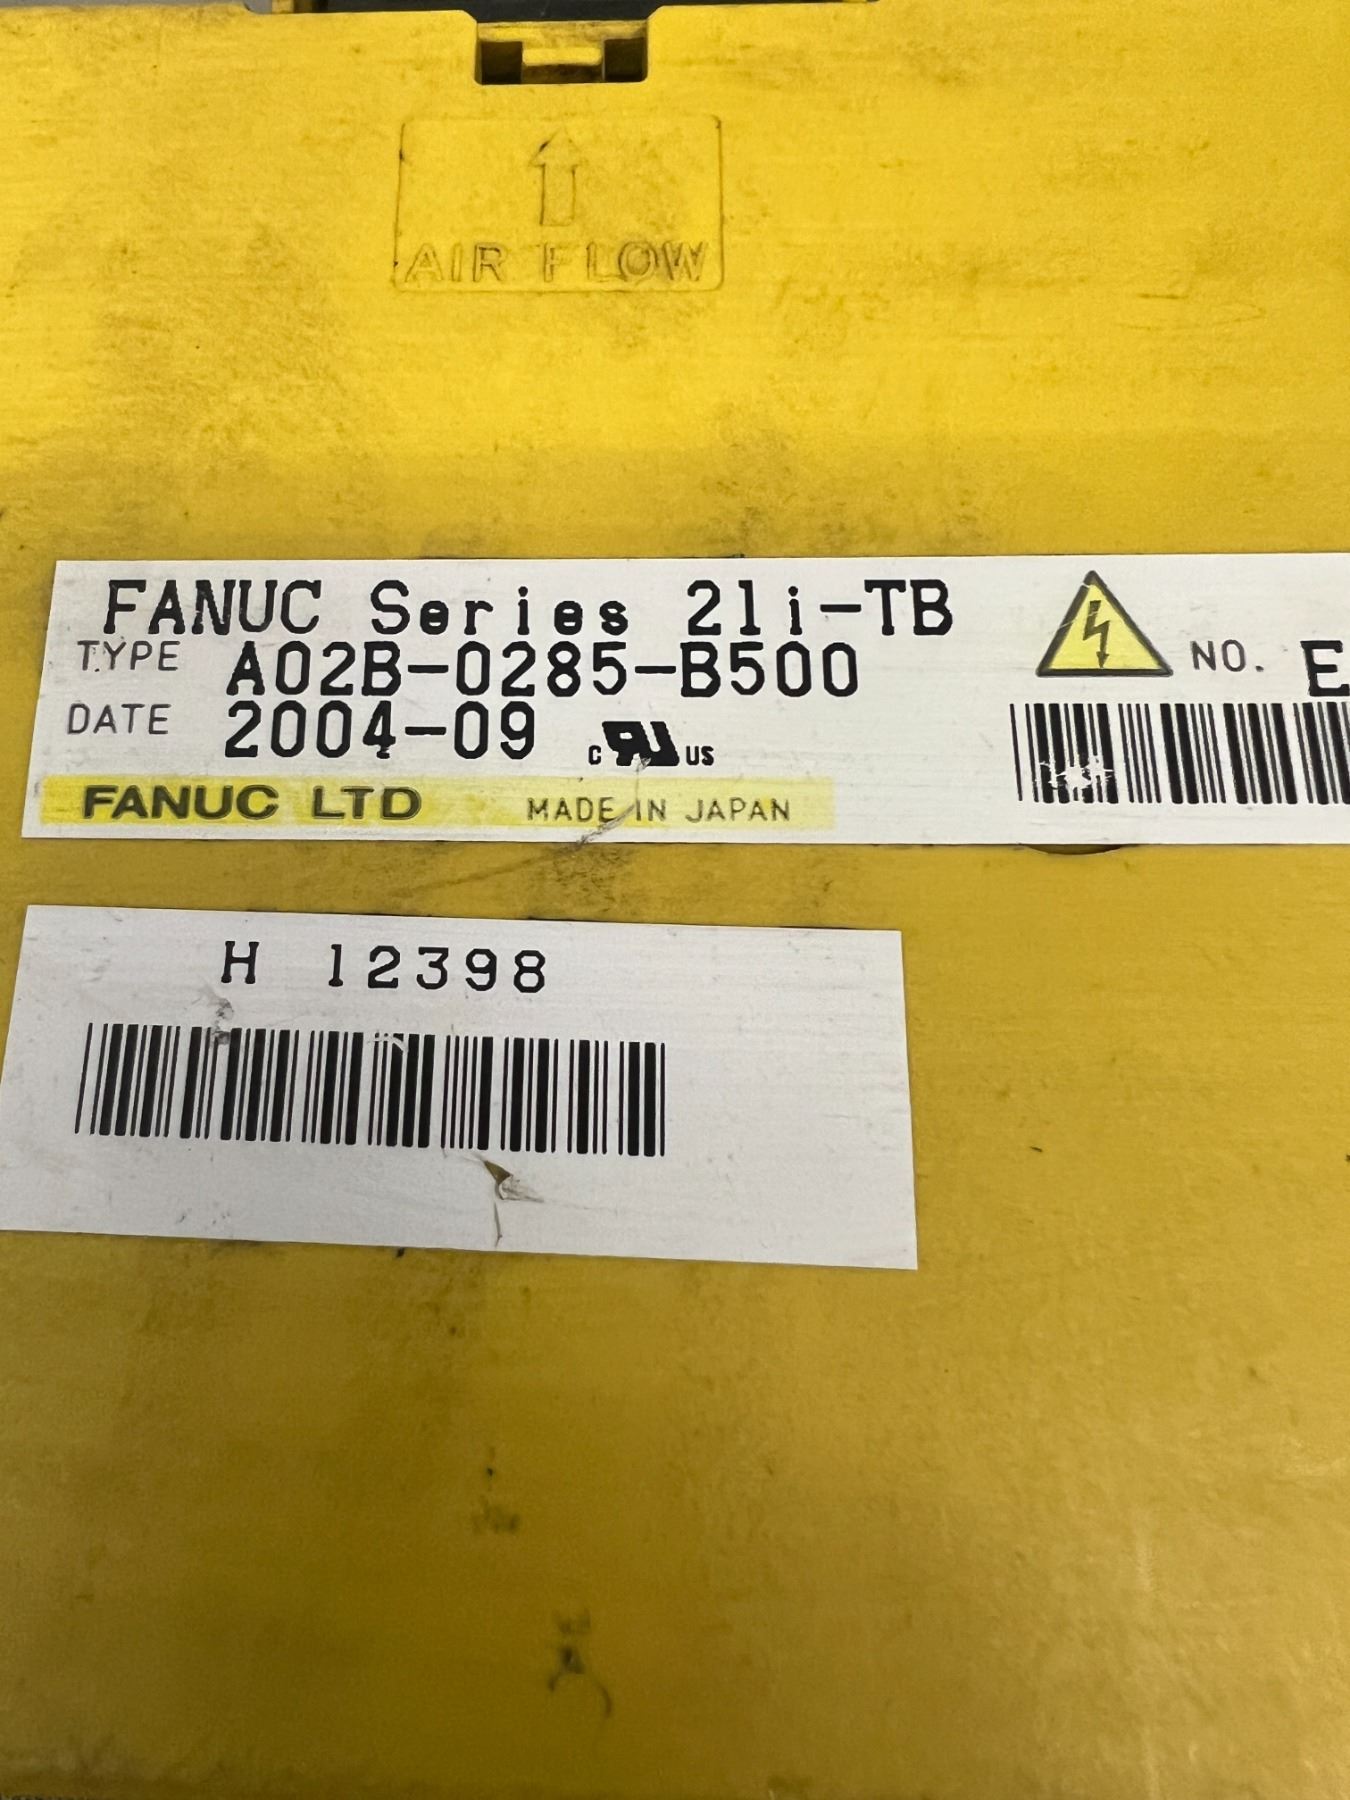 AIR FLOW
FANUC Series 21i-TB
TYPE A02B-0285-B500
NO. E
DATE 2004-09 c UR US
FANUC LTD MADE IN JAPAN
H 12398